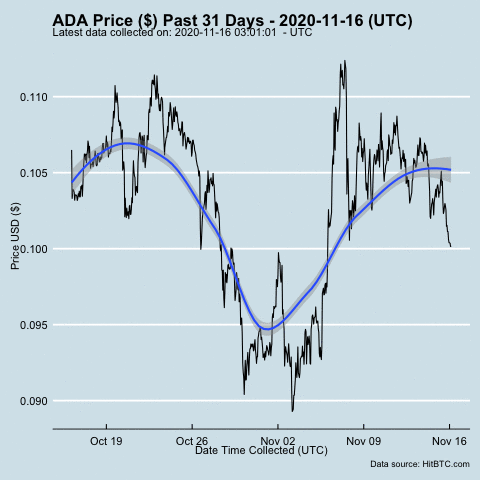 ADA Price ($) Past 31 Days - 2020-11-16 (UTC)
Latest data collected on: 2020-11-16 03:01:01 - UTC
Price USD ($)
0.110
0.105
0.100
0.095
0.090
Oct 19
Oct 26
Nov 02
Nov 09
Nov 16
Date Time Collected (UTC)
Data source: HitBTC.com